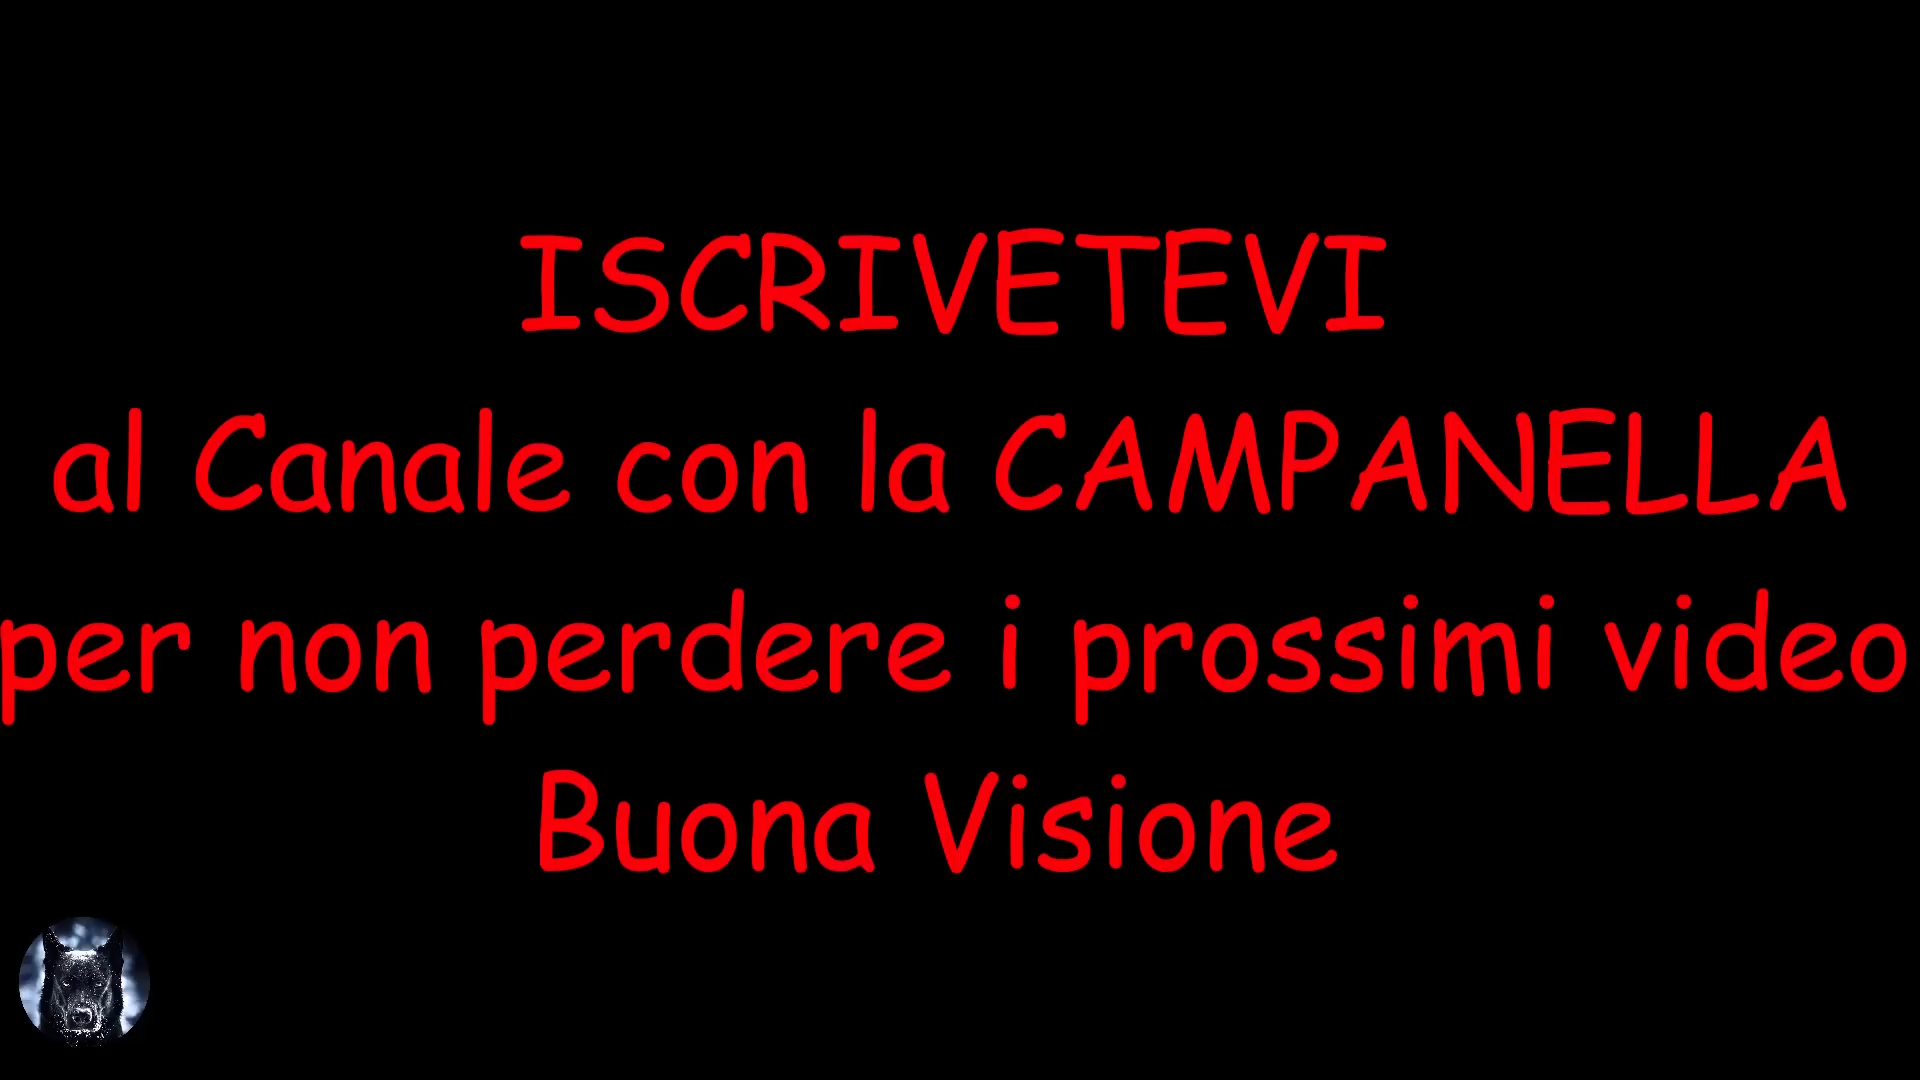 ISCRIVETEVI
al Canale con la CAMPANELLA
per non perdere i prossimi video
Buona Visione